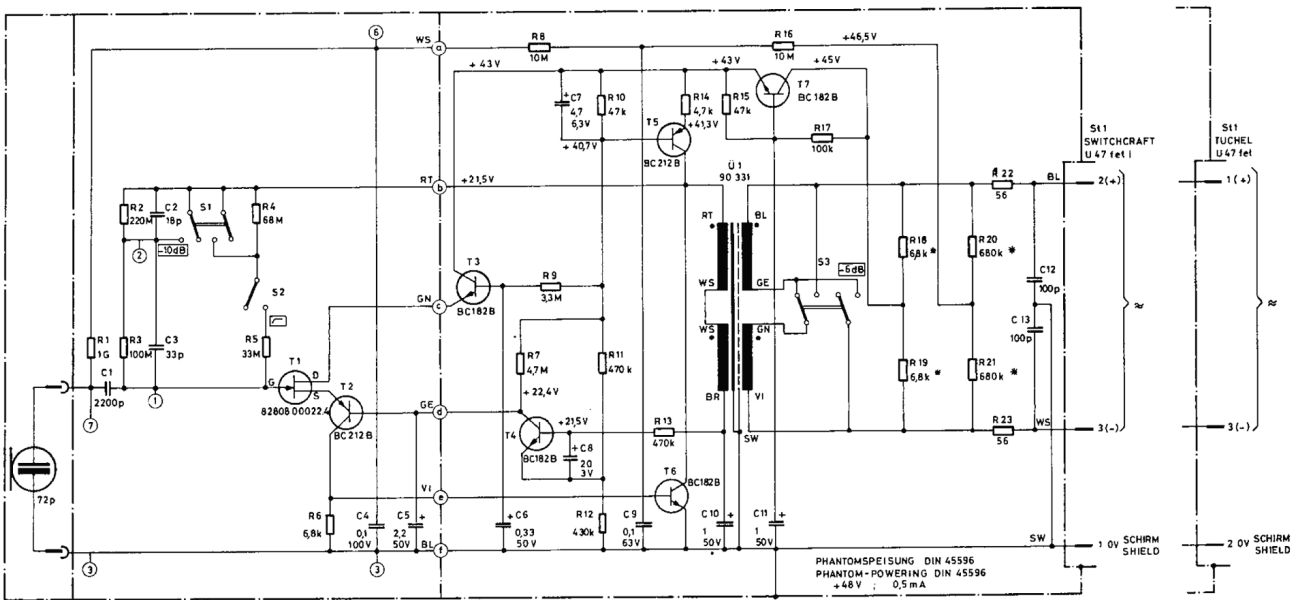 WS
a
R8
10M
R16
10M
+46,5V
+43V
+43V
+45V
6
C7
4,7
6,3V
R10
47k
T5
R14
4,7k
R15
47k
T7
BC182B
+41,3V
+40,7V
BC212B
R17
100k
St1
SWITCHCRAFT
U 47 fet I
St1
TUCHEL
U 47 fet
Ü1
90 331
RT
b
+21,5V
R22
56
BL
2(+)
1(+)
R2
220M
C2
18p
S1
R4
68M
2
-10dB
RT
BL
S3
-6dB
R18
6,8k *
R20
680k *
C12
100p
T3
BC182B
R9
3,3M
WS
GE
S2
GN
c
WS
GN
C13
100p
≈
≈
R1
1G
R3
100M
C3
33p
R5
33M
T1
D
G
S
T2
R7
4,7M
R11
470k
R19
6,8k *
R21
680k *
C1
2200p
+22,4V
BR
VI
7
1
8280800022.4
BC212B
GE
d
T4
BC182B
+21,5V
R13
470k
SW
R23
56
WS
3(-)
3(-)
C8
20
3V
T6
BC182B
72p
VI
e
R6
6,8k
C4
0,1
100V
C5
2,2
50V
C6
0,33
50V
R12
430k
C9
0,1
63V
C10
1
50V
C11
1
50V
BL
f
3
3
SW
1 0V SCHIRM
SHIELD
2 0V SCHIRM
SHIELD
PHANTOMSPEISUNG DIN 45596
PHANTOM-POWERING DIN 45596
+48V ; 0,5mA